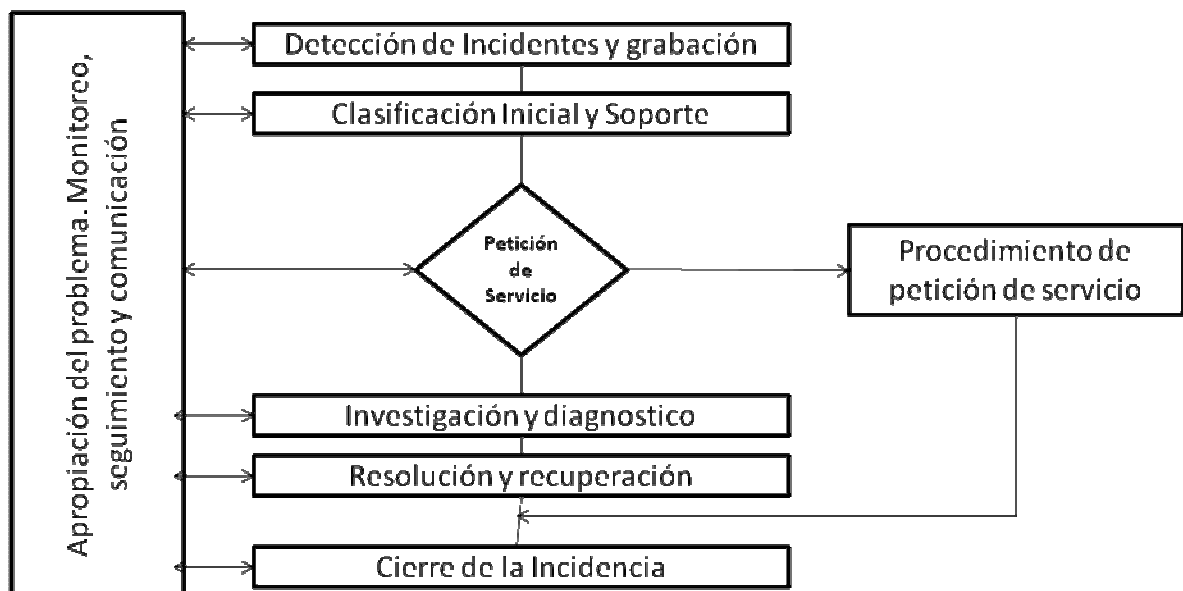 Apropiación del problema. Monitoreo,
seguimiento y comunicación
Detección de Incidentes y grabación
Clasificación Inicial y Soporte
Petición
de
Servicio
Procedimiento de
petición de servicio
Investigación y diagnostico
Resolución y recuperación
Cierre de la Incidencia